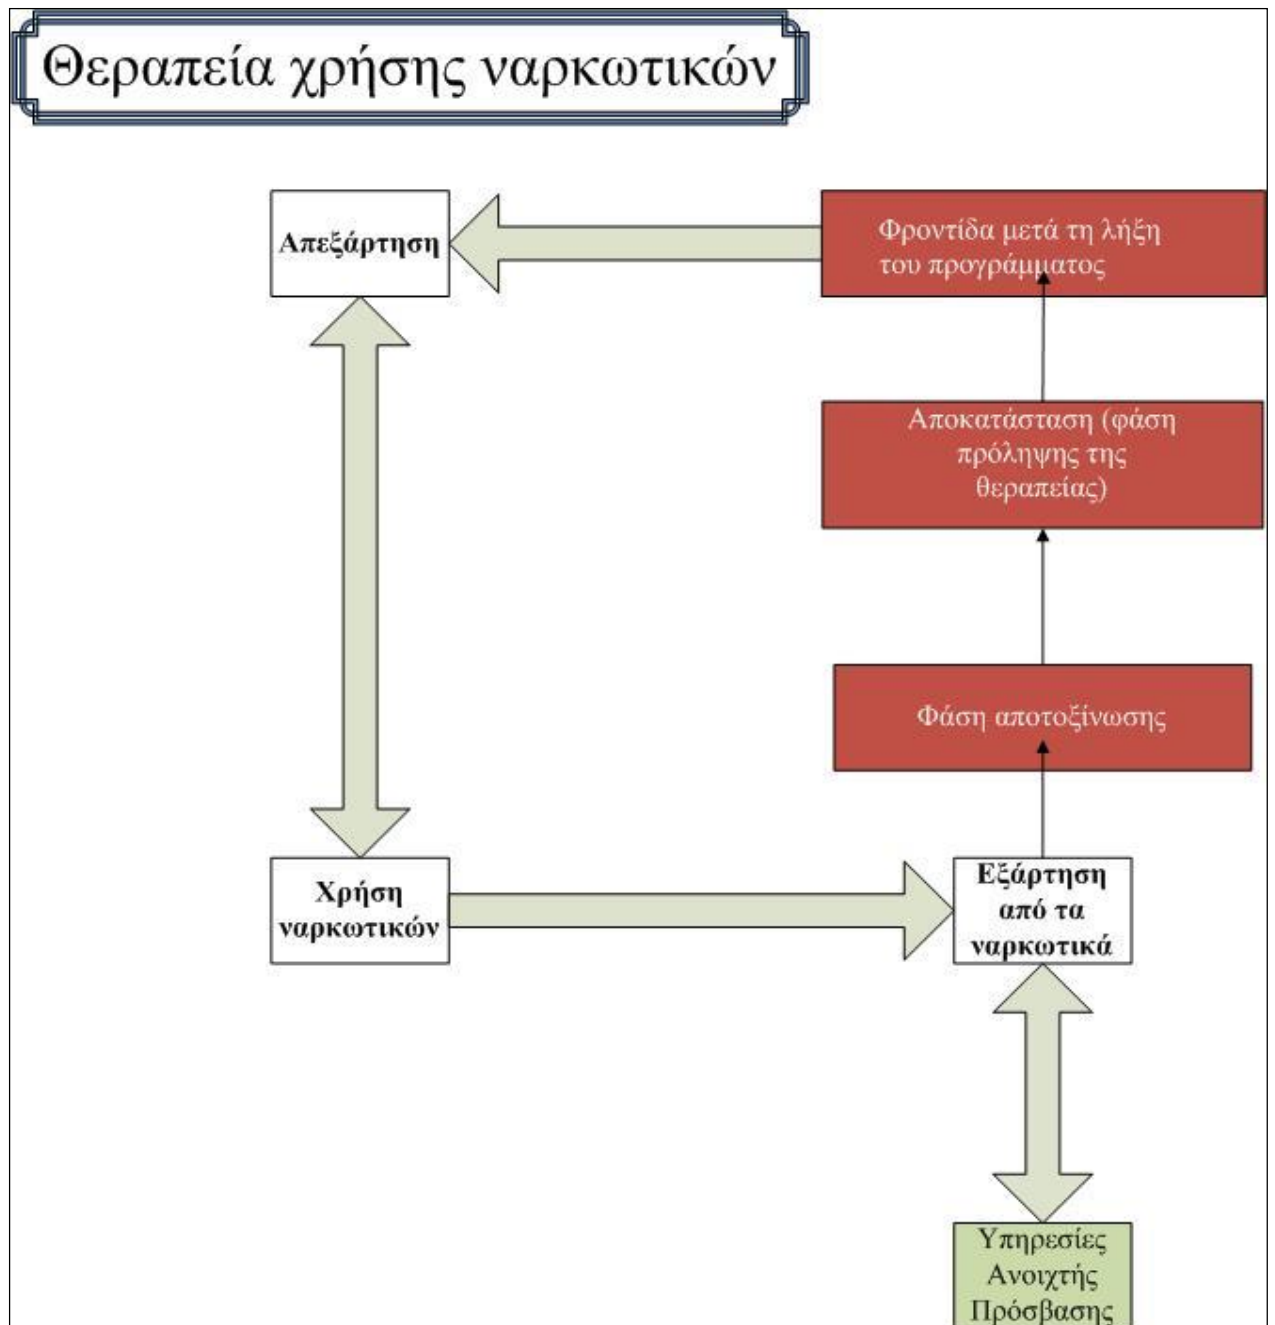 Θεραπεία χρήσης ναρκωτικών
Απεξάρτηση
Φροντίδα μετά τη λήξη
του προγράμματος
Αποκατάσταση (φάση
πρόληψης της
θεραπείας)
Φάση αποτοξίνωσης
Χρήση
ναρκωτικών
Εξάρτηση
από τα
ναρκωτικά
Υπηρεσίες
Ανοιχτής
Πρόσβασης